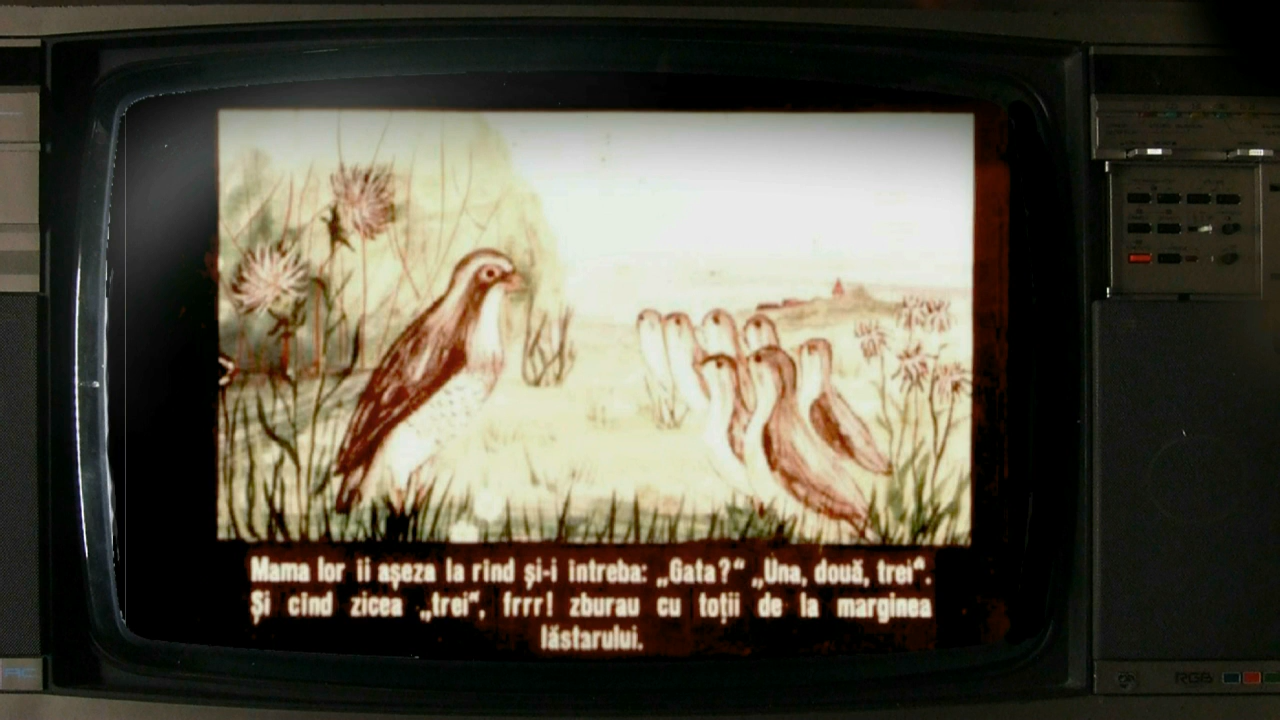 Mama lor îi așeza la rînd și-i întreba: „Gata?“ „Una, două, trei“.
Și cînd zicea „trei“, frrr! zburau cu toții de la marginea
lăstarului.
RGB